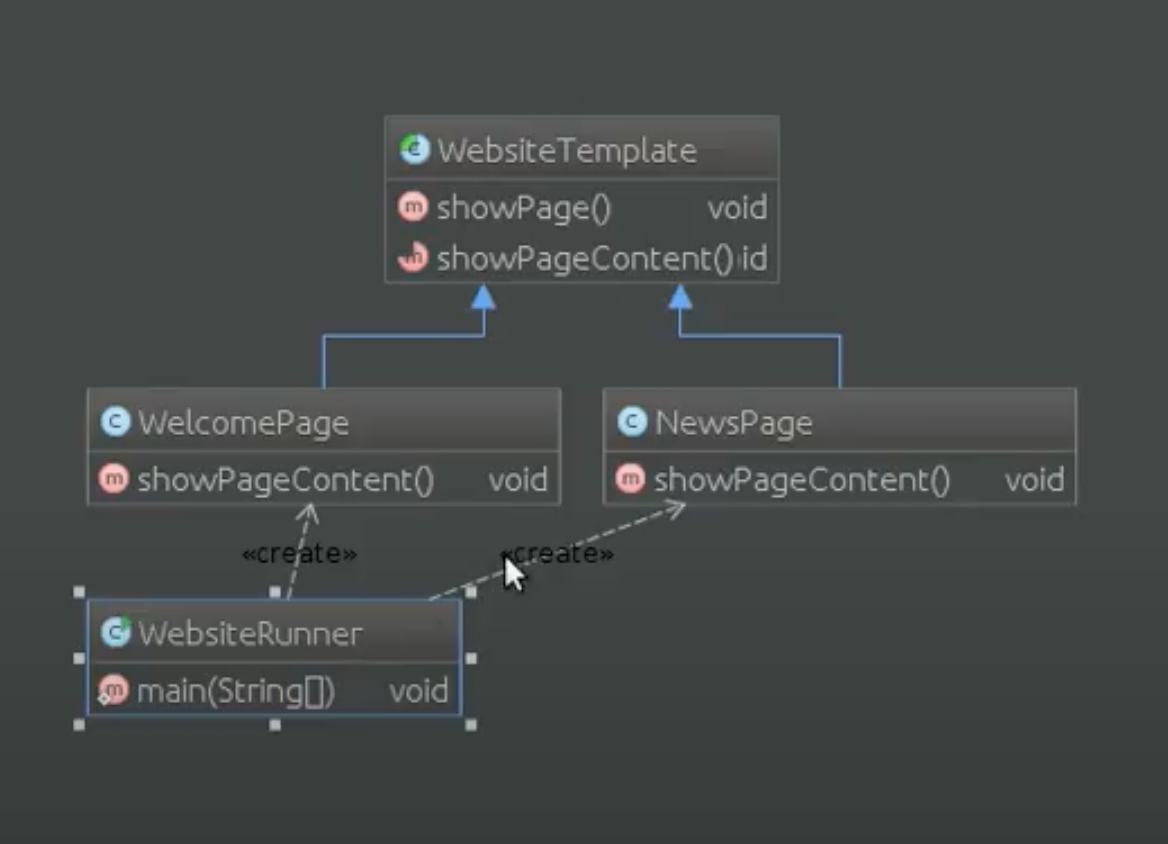 WebsiteTemplate
showPage() void
showPageContent() id
WelcomePage
showPageContent() void
NewsPage
showPageContent() void
«create»
«create»
WebsiteRunner
main(String[]) void